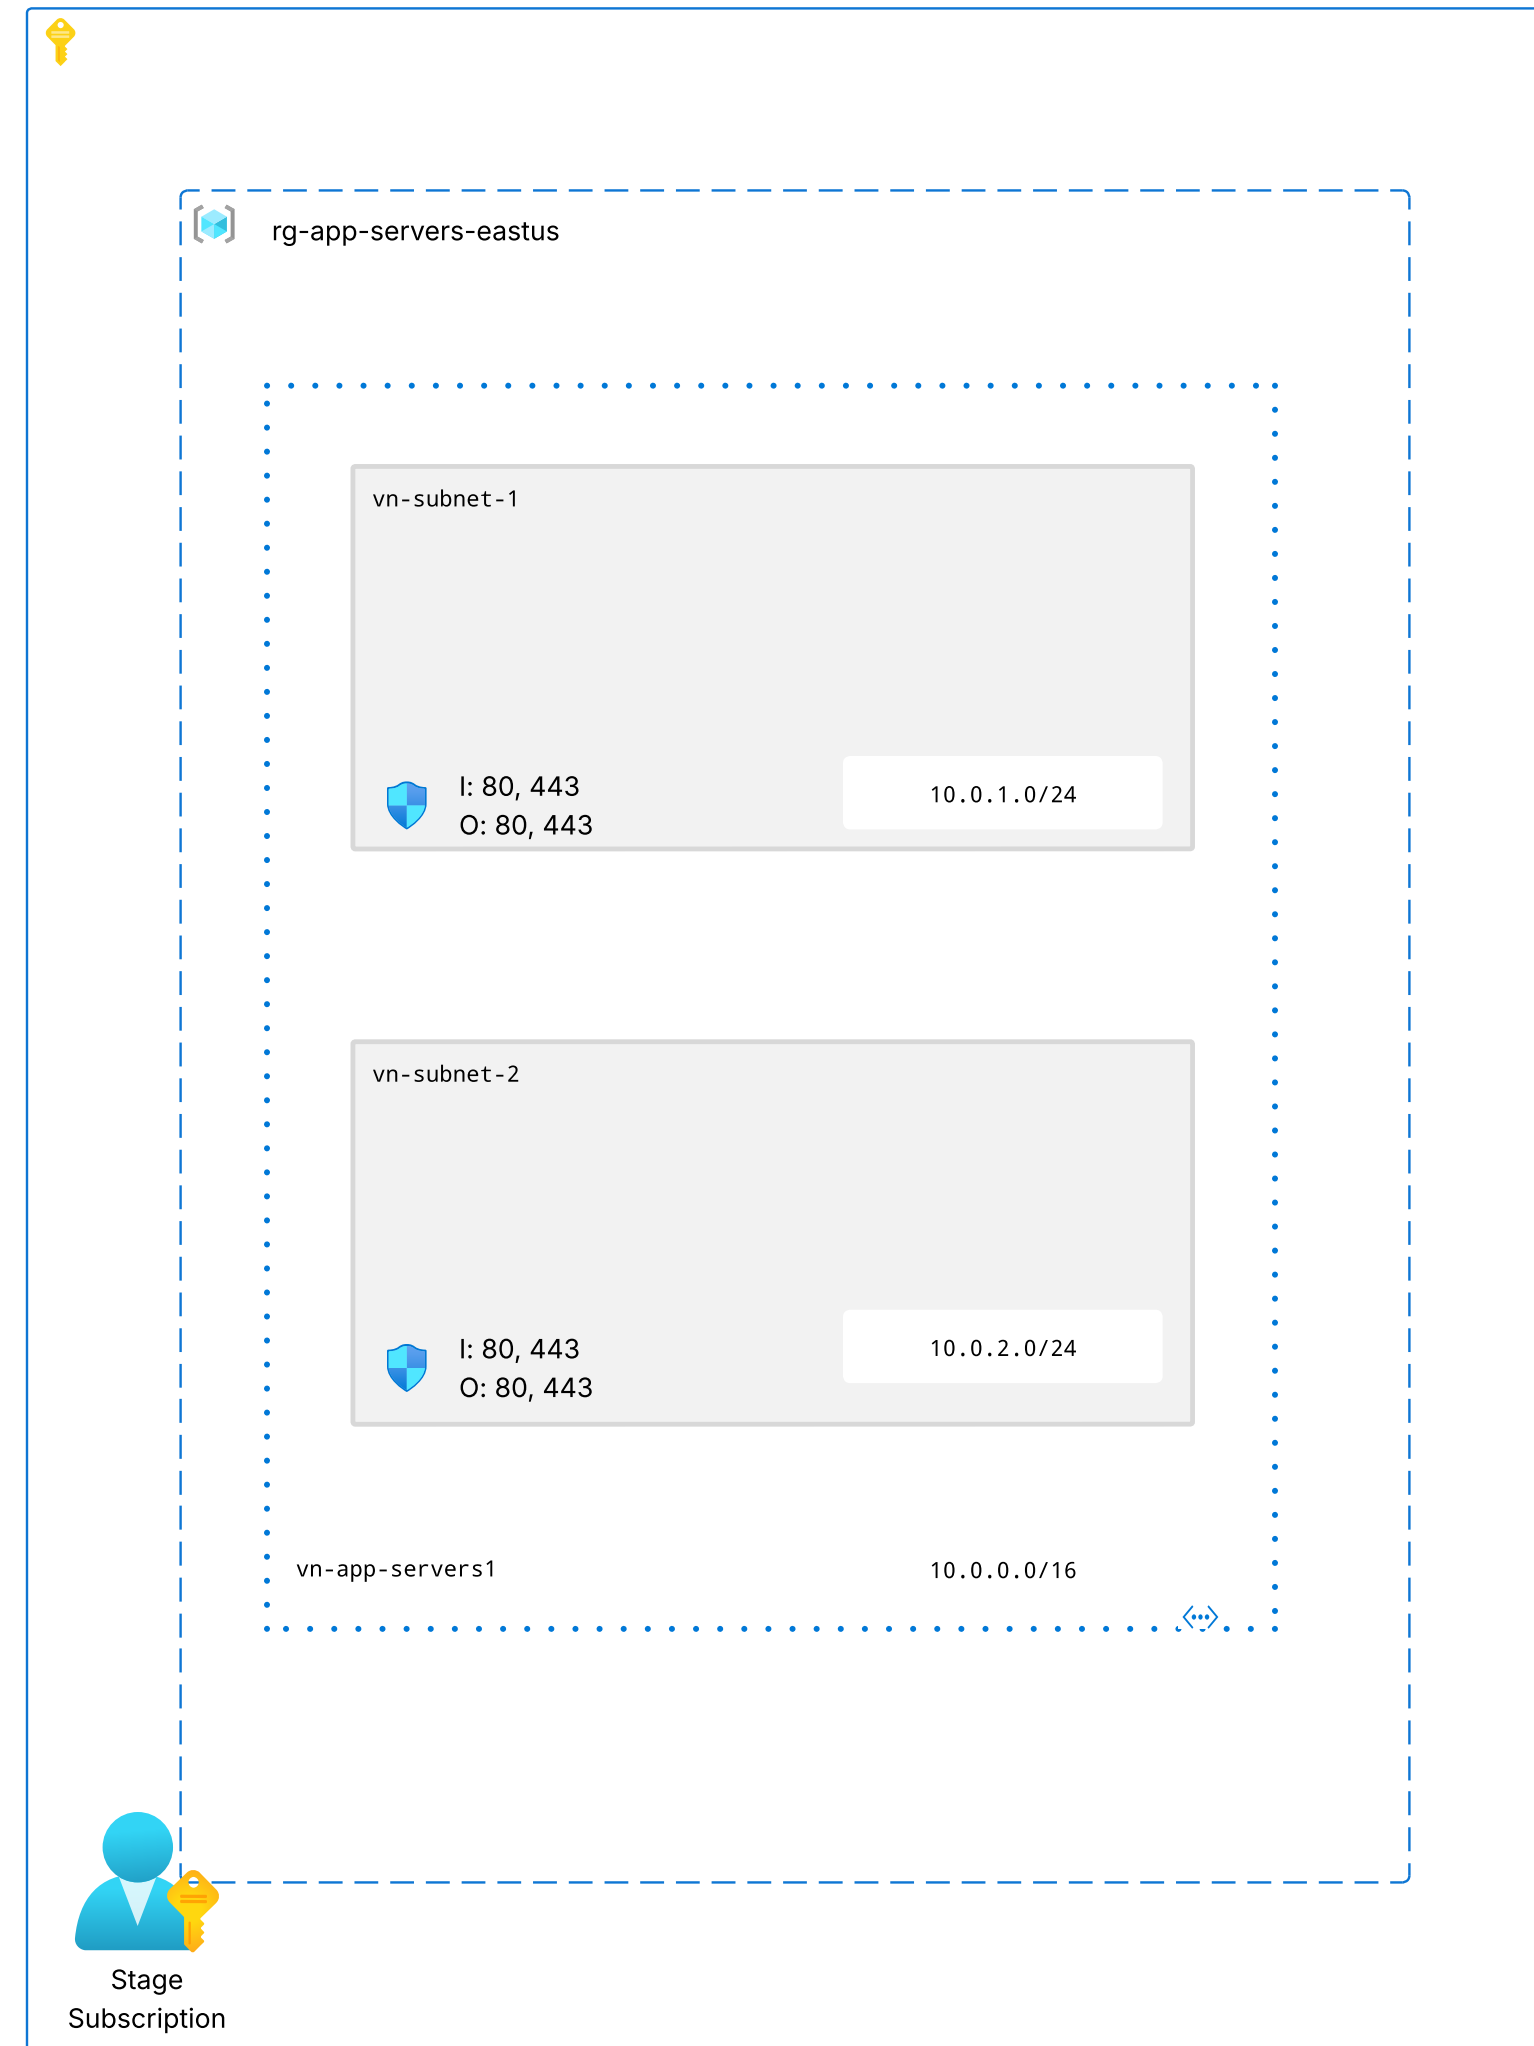 rg-app-servers-eastus
vn-subnet-1
I: 80, 443
O: 80, 443
10.0.1.0/24
vn-subnet-2
I: 80, 443
O: 80, 443
10.0.2.0/24
vn-app-servers1
10.0.0.0/16
Stage
Subscription